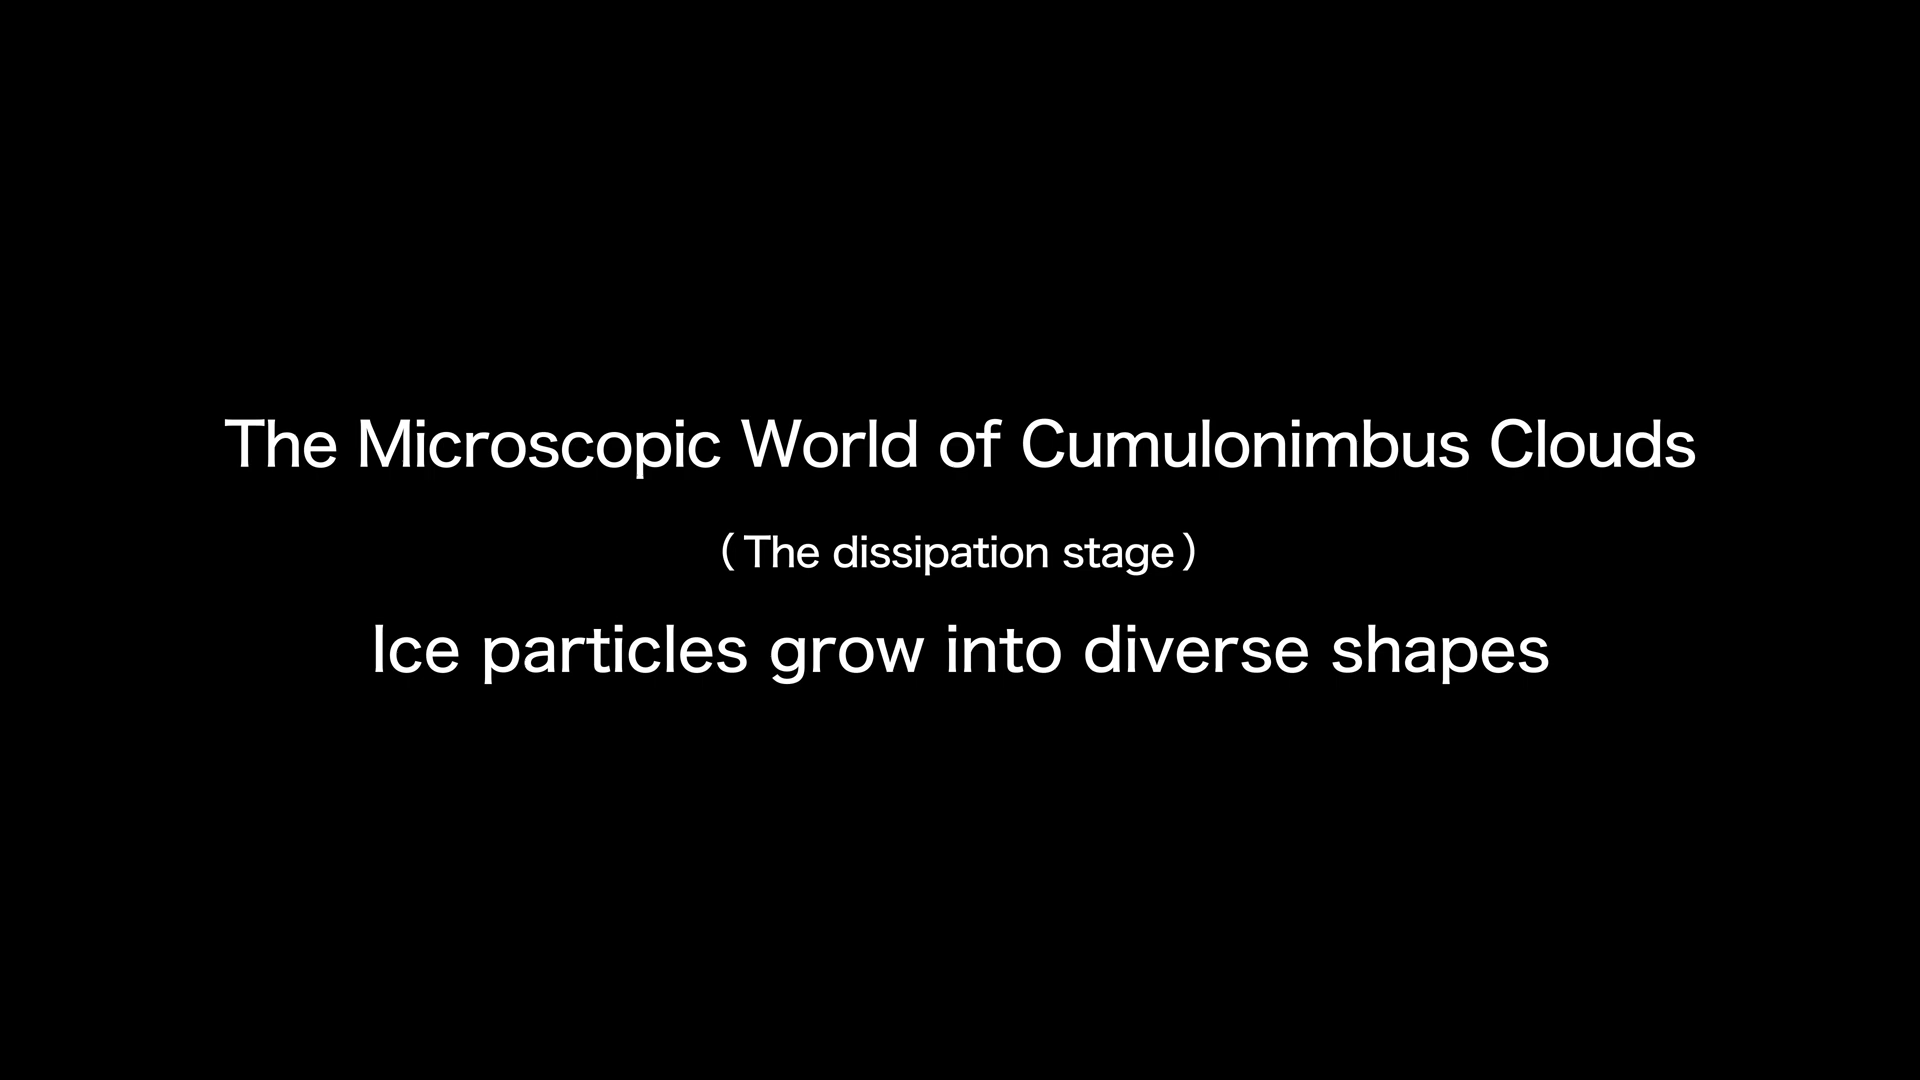 The Microscopic World of Cumulonimbus Clouds
（The dissipation stage）
Ice particles grow into diverse shapes